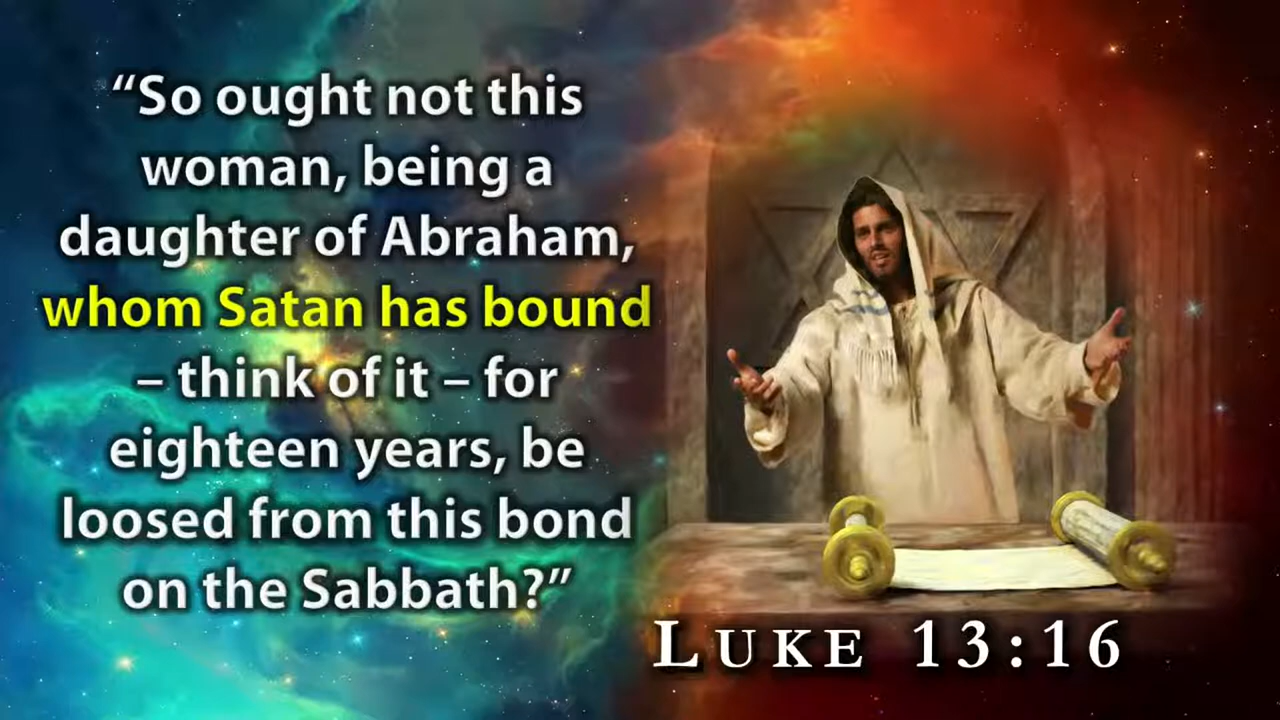 “So ought not this
woman, being a
daughter of Abraham,
whom Satan has bound
– think of it – for
eighteen years, be
loosed from this bond
on the Sabbath?”
LUKE 13:16